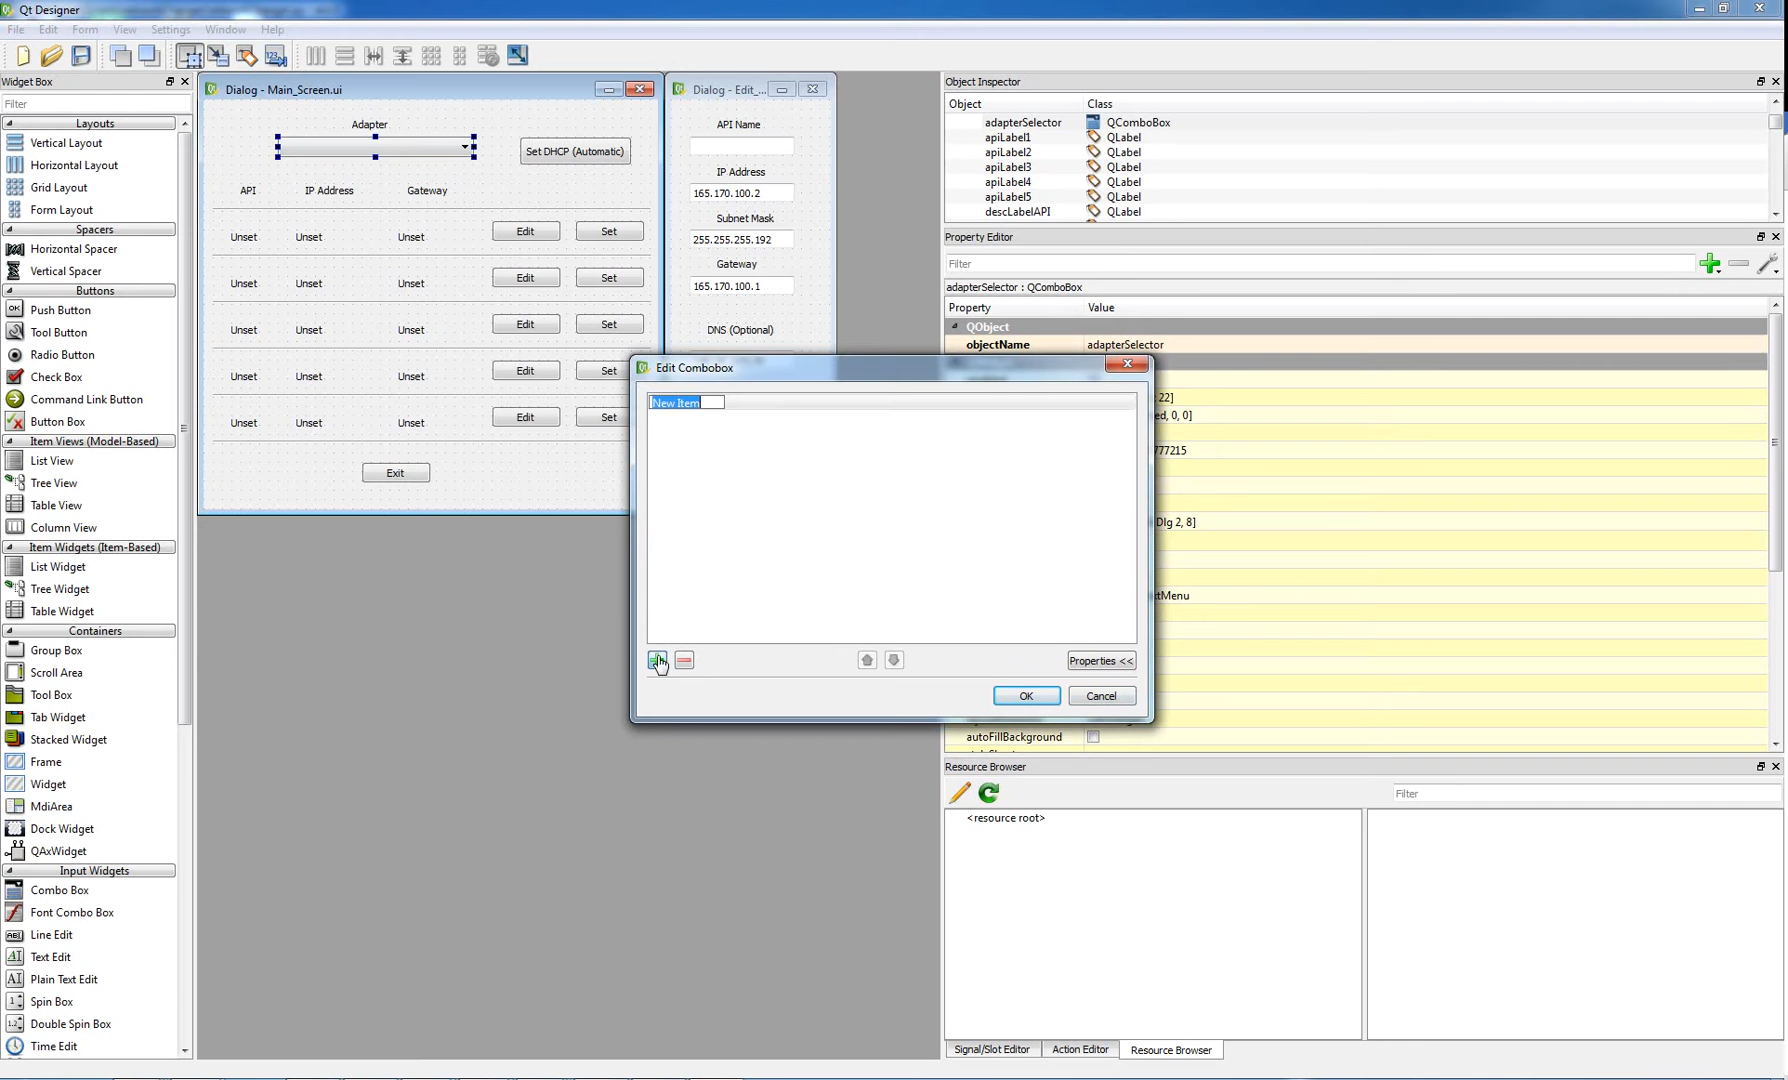 Qt Designer
File Edit Form View Settings Window Help
Widget Box
Filter
Layouts
Vertical Layout
Horizontal Layout
Grid Layout
Form Layout
Spacers
Horizontal Spacer
Vertical Spacer
Buttons
OK Push Button
Tool Button
Radio Button
Check Box
Command Link Button
Button Box
Item Views (Model-Based)
List View
Tree View
Table View
Column View
Item Widgets (Item-Based)
List Widget
Tree Widget
Table Widget
Containers
Group Box
Scroll Area
Tool Box
Tab Widget
Stacked Widget
Frame
Widget
MdiArea
Dock Widget
QAxWidget
Input Widgets
Combo Box
Font Combo Box
Line Edit
Text Edit
Plain Text Edit
Spin Box
Double Spin Box
Time Edit
Dialog - Main_Screen.ui
Adapter
Set DHCP (Automatic)
API IP Address Gateway
Unset Unset Unset Edit Set
Unset Unset Unset Edit Set
Unset Unset Unset Edit Set
Unset Unset Unset Edit Set
Unset Unset Unset Edit Set
Exit
Dialog - Edit_...
API Name
IP Address
165.170.100.2
Subnet Mask
255.255.255.192
Gateway
165.170.100.1
DNS (Optional)
Edit Combobox
New Item
Properties <<
OK Cancel
Object Inspector
Object Class
adapterSelector QComboBox
apiLabel1 QLabel
apiLabel2 QLabel
apiLabel3 QLabel
apiLabel4 QLabel
apiLabel5 QLabel
descLabelAPI QLabel
Property Editor
Filter
adapterSelector : QComboBox
Property Value
QObject
objectName adapterSelector
22]
ed, 0, 0]
777215
Dlg 2, 8]
xtMenu
autoFillBackground
Resource Browser
Filter
<resource root>
Signal/Slot Editor Action Editor Resource Browser